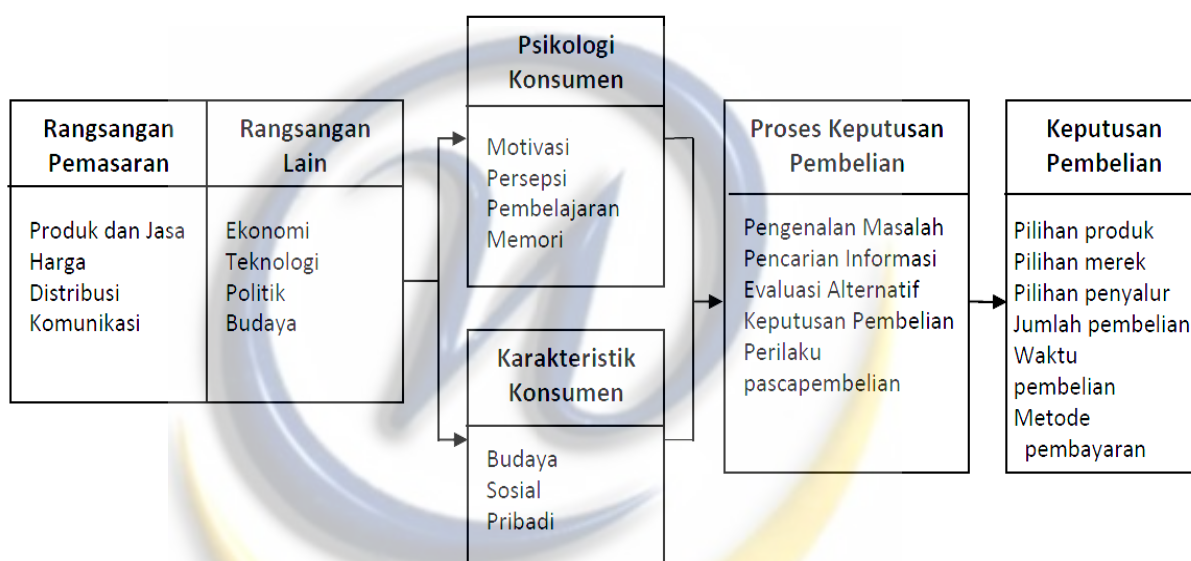 Rangsangan
Pemasaran
Produk dan Jasa
Harga
Distribusi
Komunikasi
Rangsangan
Lain
Ekonomi
Teknologi
Politik
Budaya
Psikologi
Konsumen
Motivasi
Persepsi
Pembelajaran
Memori
Karakteristik
Konsumen
Budaya
Sosial
Pribadi
Proses Keputusan
Pembelian
Pengenalan Masalah
Pencarian Informasi
Evaluasi Alternatif
Keputusan Pembelian
Perilaku
pascapembelian
Keputusan
Pembelian
Pilihan produk
Pilihan merek
Pilihan penyalur
Jumlah pembelian
Waktu
pembelian
Metode
pembayaran